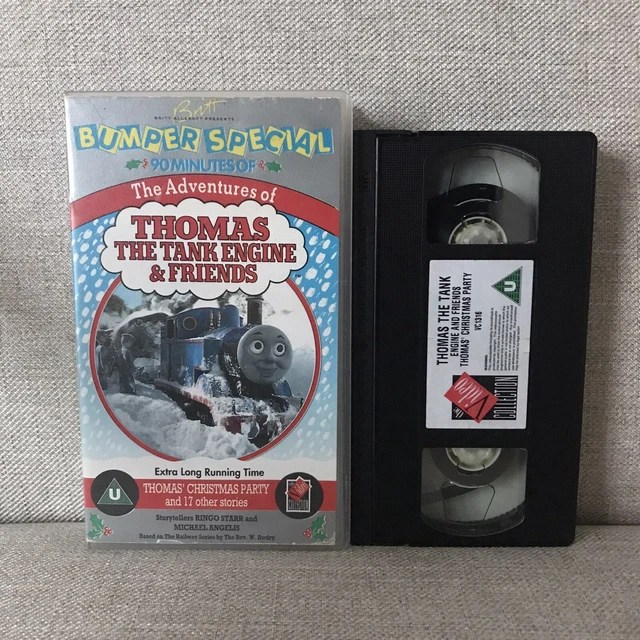 Britt
BRITT ALLCROFT PRESENTS
BUMPER SPECIAL
90 MINUTES OF
The Adventures of
THOMAS
THE TANK ENGINE
& FRIENDS
Extra Long Running Time
U
THOMAS' CHRISTMAS PARTY
and 17 other stories
Storytellers RINGO STARR and
MICHAEL ANGELIS
Based on The Railway Series by The Rev. W. Awdry
THOMAS THE TANK
ENGINE AND FRIENDS
THOMAS' CHRISTMAS PARTY
VC1316
U
COLLECTION